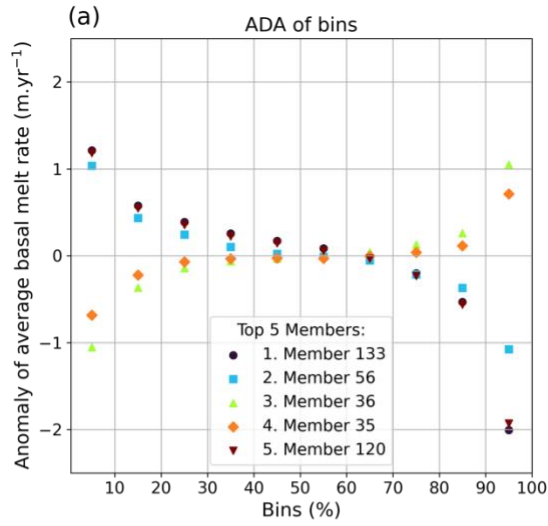 (a)
ADA of bins
Anomaly of average basal melt rate (m.yr⁻¹)
2
1
0
−1
−2
Top 5 Members:
1. Member 133
2. Member 56
3. Member 36
4. Member 35
5. Member 120
10 20 30 40 50 60 70 80 90 100
Bins (%)